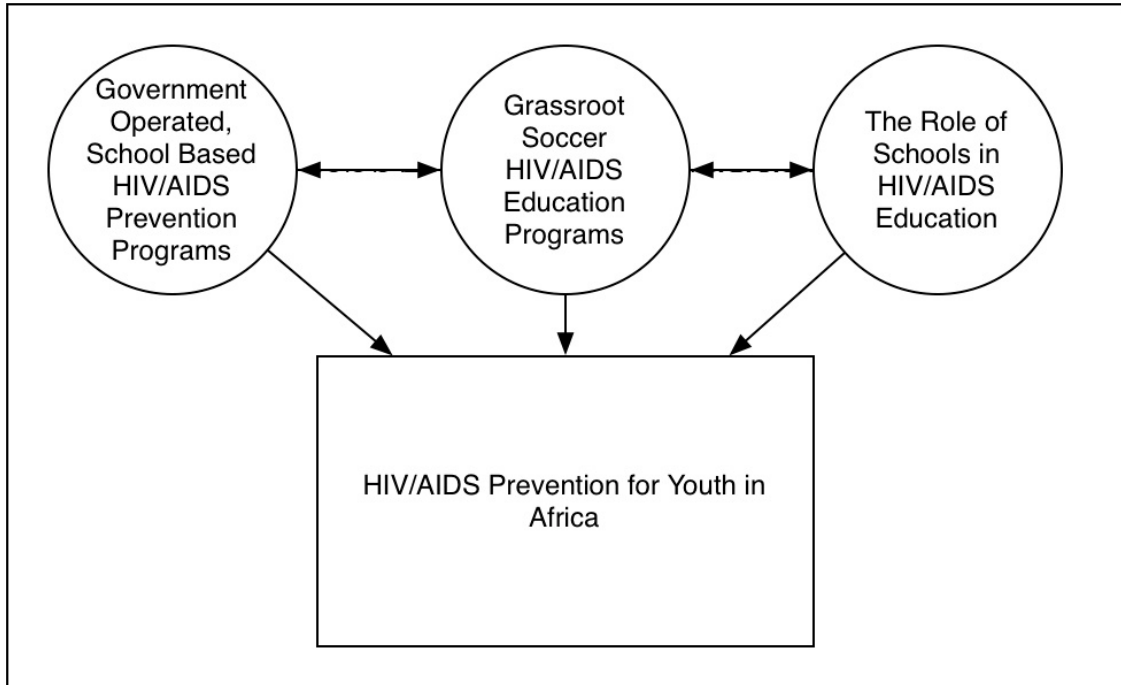 Government
Operated,
School Based
HIV/AIDS
Prevention
Programs
Grassroot
Soccer
HIV/AIDS
Education
Programs
The Role of
Schools in
HIV/AIDS
Education
HIV/AIDS Prevention for Youth in
Africa